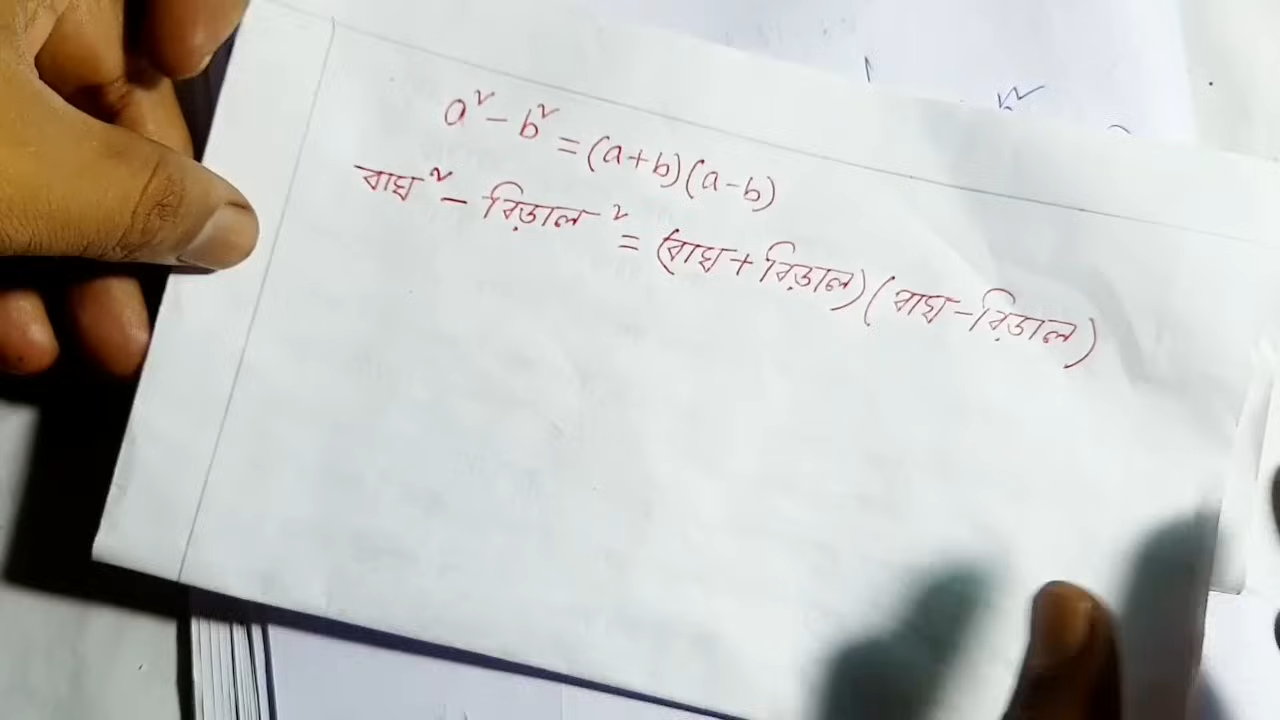 a² - b² = (a+b)(a-b)
বাঘ² - বিড়াল² = (বাঘ + বিড়াল) (বাঘ - বিড়াল)